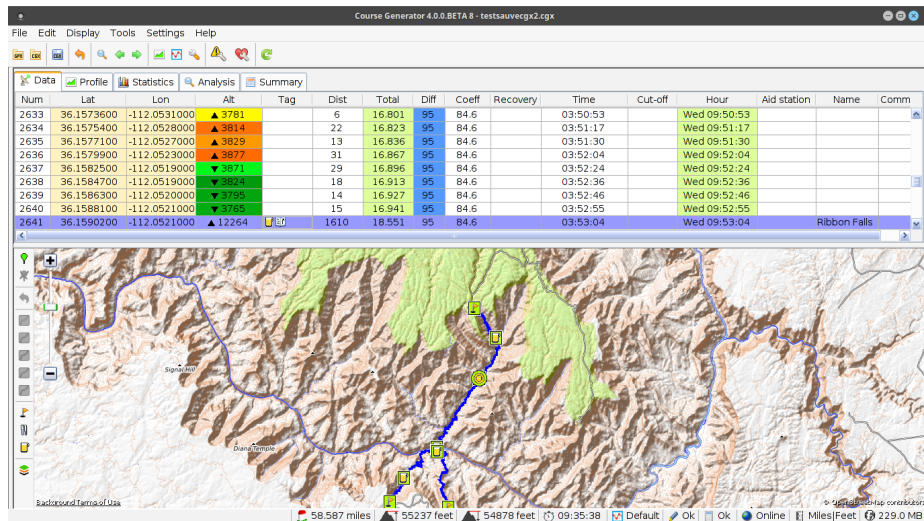 Course Generator 4.0.0.BETA 8 - testsauvecgx2.cgx
File Edit Display Tools Settings Help
Data Profile Statistics Analysis Summary
Num Lat Lon Alt Tag Dist Total Diff Coeff Recovery Time Cut-off Hour Aid station Name Comm
2633 36.1573600 -112.0531000 ▲ 3781 6 16.801 95 84.6 03:50:53 Wed 09:50:53
2634 36.1575400 -112.0528000 ▲ 3814 22 16.823 95 84.6 03:51:17 Wed 09:51:17
2635 36.1577100 -112.0527000 ▲ 3829 13 16.836 95 84.6 03:51:30 Wed 09:51:30
2636 36.1579900 -112.0523000 ▲ 3877 31 16.867 95 84.6 03:52:04 Wed 09:52:04
2637 36.1582500 -112.0519000 ▼ 3871 29 16.896 95 84.6 03:52:24 Wed 09:52:24
2638 36.1584700 -112.0519000 ▼ 3824 18 16.913 95 84.6 03:52:36 Wed 09:52:36
2639 36.1586300 -112.0520000 ▼ 3795 14 16.927 95 84.6 03:52:46 Wed 09:52:46
2640 36.1588100 -112.0521000 ▼ 3765 15 16.941 95 84.6 03:52:55 Wed 09:52:55
2641 36.1590200 -112.0521000 ▲ 12264 1610 18.551 95 84.6 03:53:04 Wed 09:53:04 Ribbon Falls
Signal Hill
Diana Temple
Background Terms of Use
© OpenStreetMap contributors
58.587 miles 55237 feet 54878 feet 09:35:38 Default Ok Ok Online Miles|Feet 229.0 MB